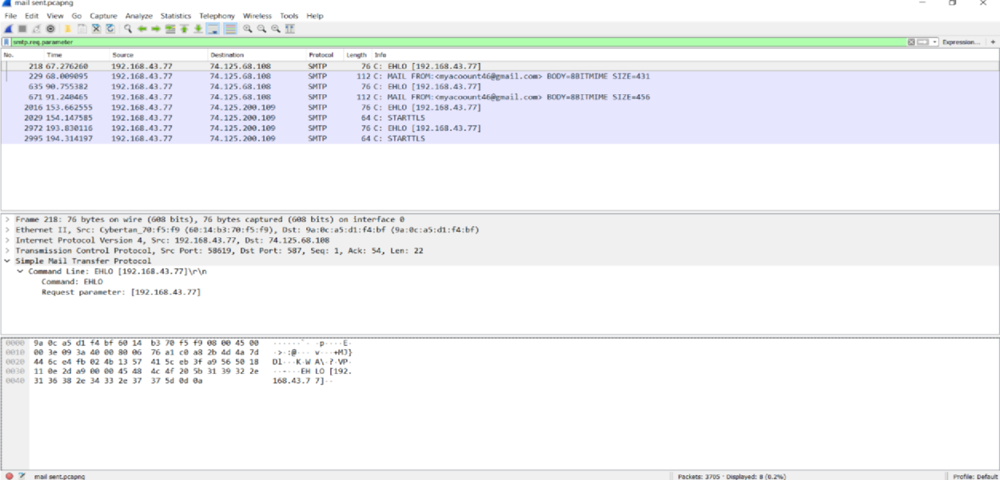 mail sent.pcapng
File Edit View Go Capture Analyze Statistics Telephony Wireless Tools Help
smtp.req.parameter Expression... +
No. Time Source Destination Protocol Length Info
218 67.276260 192.168.43.77 74.125.68.108 SMTP 76 C: EHLO [192.168.43.77]
229 68.009095 192.168.43.77 74.125.68.108 SMTP 112 C: MAIL FROM:<myacoount46@gmail.com> BODY=8BITMIME SIZE=431
635 90.755382 192.168.43.77 74.125.68.108 SMTP 76 C: EHLO [192.168.43.77]
671 91.240465 192.168.43.77 74.125.68.108 SMTP 112 C: MAIL FROM:<myacoount46@gmail.com> BODY=8BITMIME SIZE=456
2016 153.662555 192.168.43.77 74.125.200.109 SMTP 76 C: EHLO [192.168.43.77]
2029 154.147585 192.168.43.77 74.125.200.109 SMTP 64 C: STARTTLS
2972 193.830116 192.168.43.77 74.125.200.109 SMTP 76 C: EHLO [192.168.43.77]
2995 194.314197 192.168.43.77 74.125.200.109 SMTP 64 C: STARTTLS
> Frame 218: 76 bytes on wire (608 bits), 76 bytes captured (608 bits) on interface 0
> Ethernet II, Src: Cybertan_70:f5:f9 (60:14:b3:70:f5:f9), Dst: 9a:0c:a5:d1:f4:bf (9a:0c:a5:d1:f4:bf)
> Internet Protocol Version 4, Src: 192.168.43.77, Dst: 74.125.68.108
> Transmission Control Protocol, Src Port: 58619, Dst Port: 587, Seq: 1, Ack: 54, Len: 22
Simple Mail Transfer Protocol
Command Line: EHLO [192.168.43.77]\r\n
Command: EHLO
Request parameter: [192.168.43.77]
0000 9a 0c a5 d1 f4 bf 60 14 b3 70 f5 f9 08 00 45 00 ······`· ·p····E·
0010 00 3e 09 3a 40 00 80 06 76 a1 c0 a8 2b 4d 4a 7d ·>·:@··· v···+MJ}
0020 44 6c e4 fb 02 4b 13 57 41 5c eb 3f a9 56 50 18 Dl···K·W A\·?·VP·
0030 11 0e 2d a9 00 00 45 48 4c 4f 20 5b 31 39 32 2e ··-···EH LO [192.
0040 31 36 38 2e 34 33 2e 37 37 5d 0d 0a 168.43.7 7]··
mail sent.pcapng Packets: 3705 · Displayed: 8 (0.2%) Profile: Default